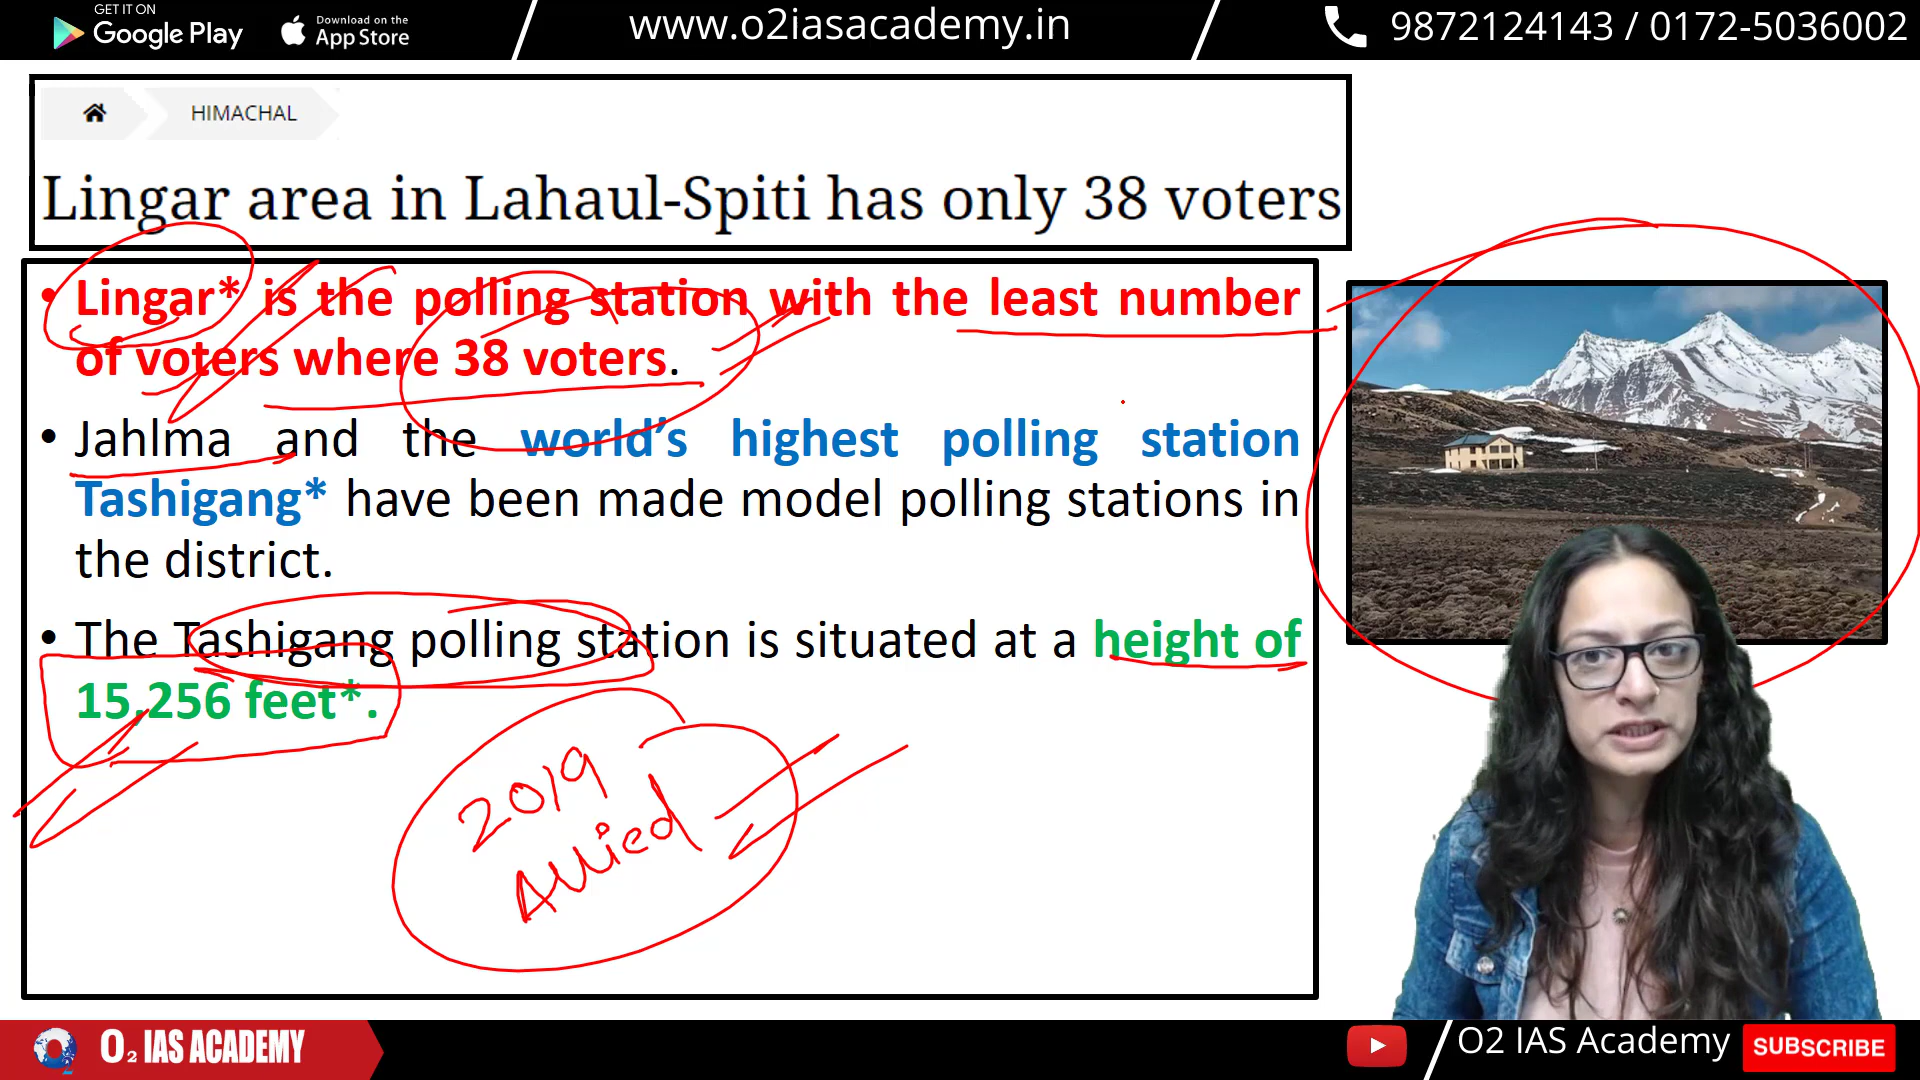 GET IT ON
Google Play
Download on the
App Store
www.o2iasacademy.in
9872124143 / 0172-5036002
HIMACHAL
Lingar area in Lahaul-Spiti has only 38 voters
• Lingar* is the polling station with the least number
of voters where 38 voters.
• Jahlma and the world's highest polling station
Tashigang* have been made model polling stations in
the district.
• The Tashigang polling station is situated at a height of
15,256 feet*.
2019
Allied
O2 IAS ACADEMY
O2 IAS Academy
SUBSCRIBE